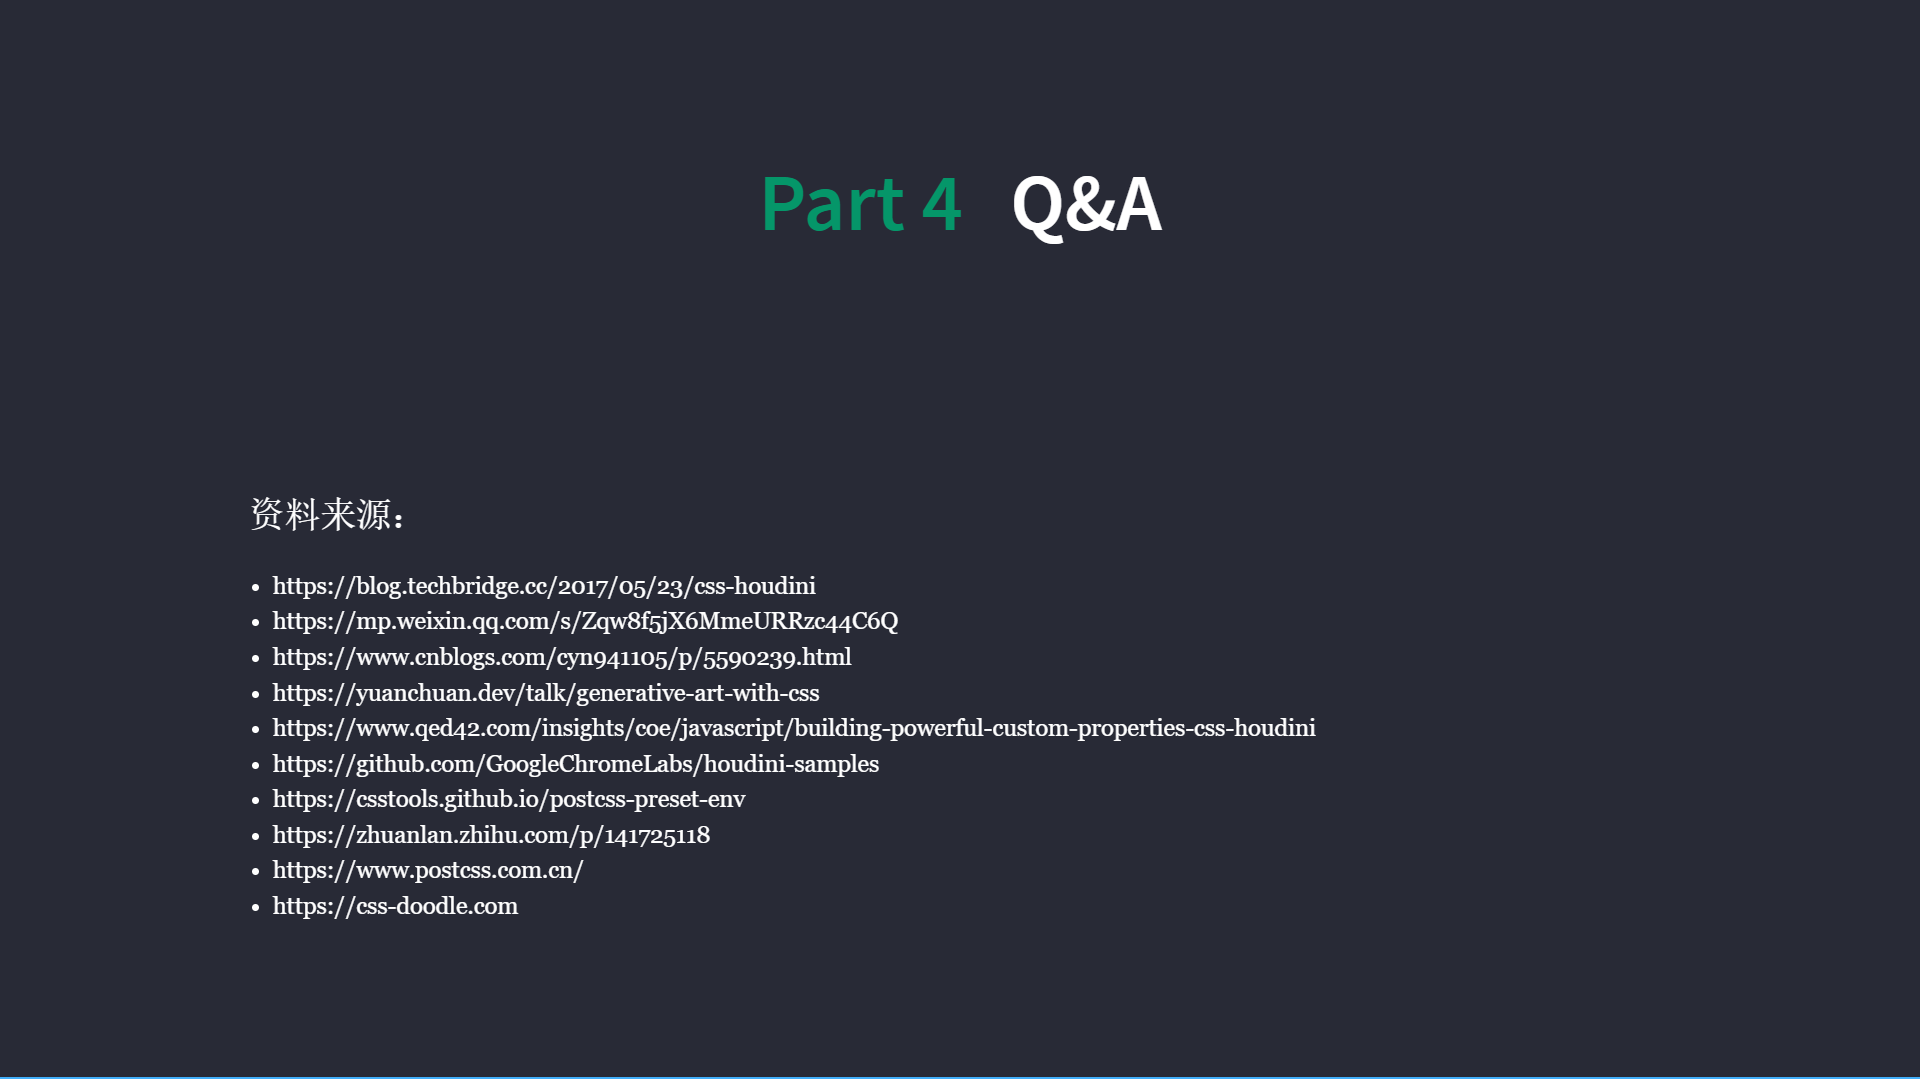 Part 4 Q&A
资料来源：
• https://blog.techbridge.cc/2017/05/23/css-houdini
• https://mp.weixin.qq.com/s/Zqw8f5jX6MmeURRzc44C6Q
• https://www.cnblogs.com/cyn941105/p/5590239.html
• https://yuanchuan.dev/talk/generative-art-with-css
• https://www.qed42.com/insights/coe/javascript/building-powerful-custom-properties-css-houdini
• https://github.com/GoogleChromeLabs/houdini-samples
• https://csstools.github.io/postcss-preset-env
• https://zhuanlan.zhihu.com/p/141725118
• https://www.postcss.com.cn/
• https://css-doodle.com